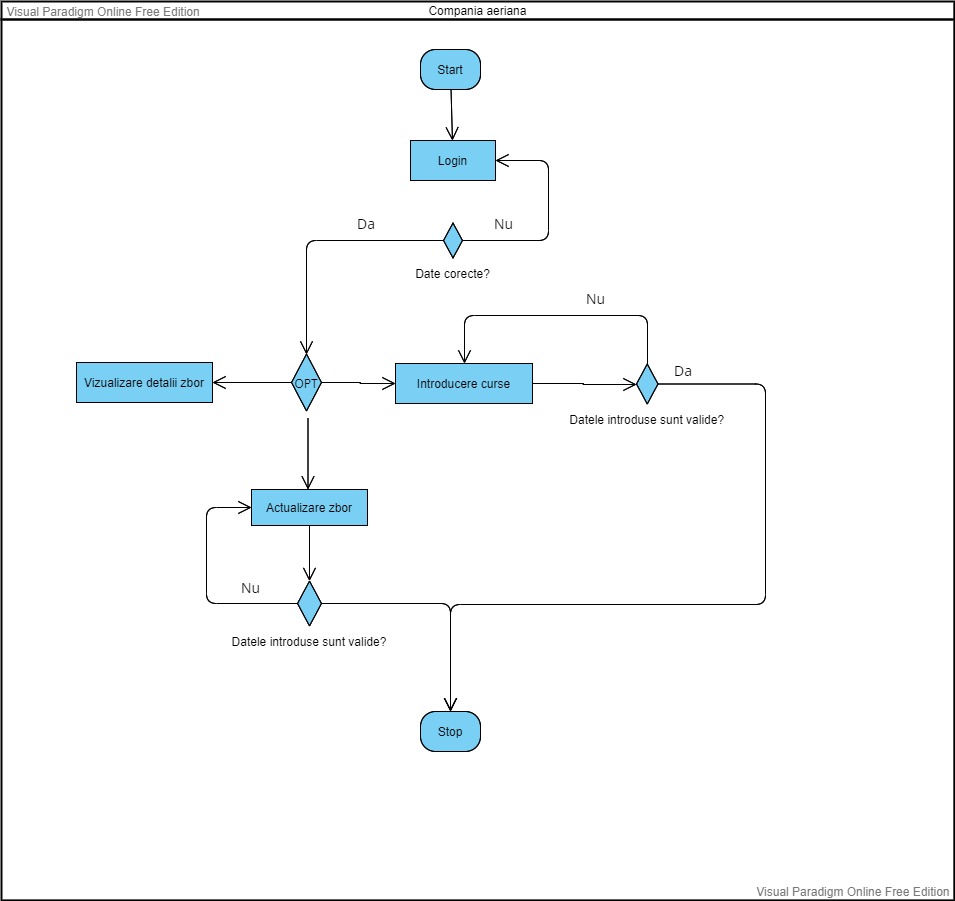 Visual Paradigm Online Free Edition
Compania aeriana
Start
Login
Da
Nu
Date corecte?
Nu
Vizualizare detalii zbor
OPT
Introducere curse
Da
Datele introduse sunt valide?
Actualizare zbor
Nu
Datele introduse sunt valide?
Stop
Visual Paradigm Online Free Edition